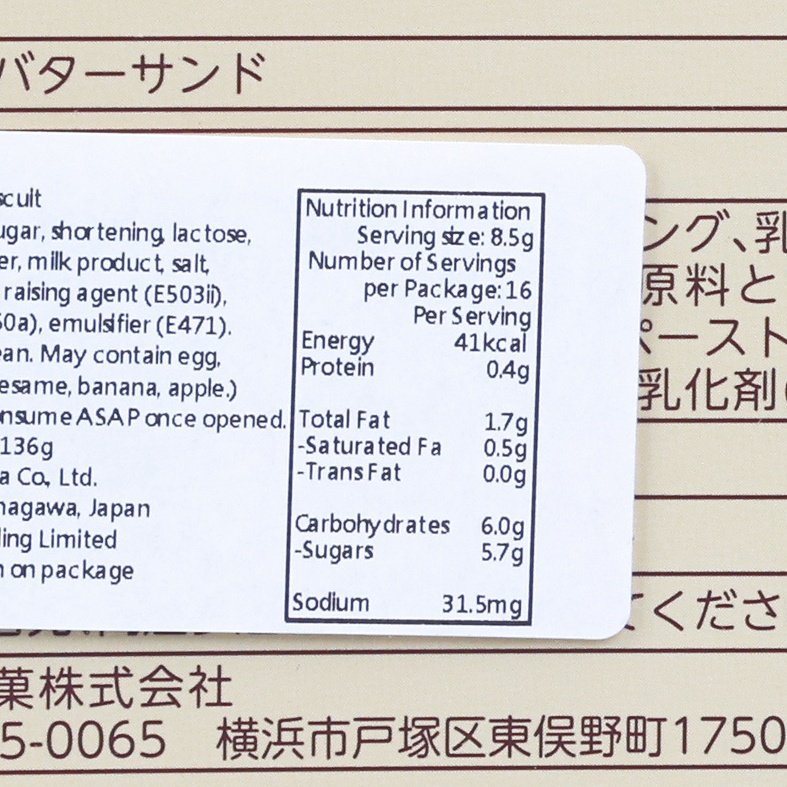 バターサンド
scuit
ugar, shortening, lactose,
er, milk product, salt,
raising agent (E503ii),
50a), emulsifier (E471).
an. May contain egg,
esame, banana, apple.)
nsume ASAP once opened.
136g
a Co., Ltd.
nagawa, Japan
ling Limited
n on package
Nutrition Information
Serving size: 8.5g
Number of Servings
per Package: 16
Per Serving
Energy 41kcal
Protein 0.4g
Total Fat 1.7g
-Saturated Fa 0.5g
-Trans Fat 0.0g
Carbohydrates 6.0g
-Sugars 5.7g
Sodium 31.5mg
ング、乳
原料と
ペースト
乳化剤(
てくださ
菓株式会社
5-0065 横浜市戸塚区東俣野町1750